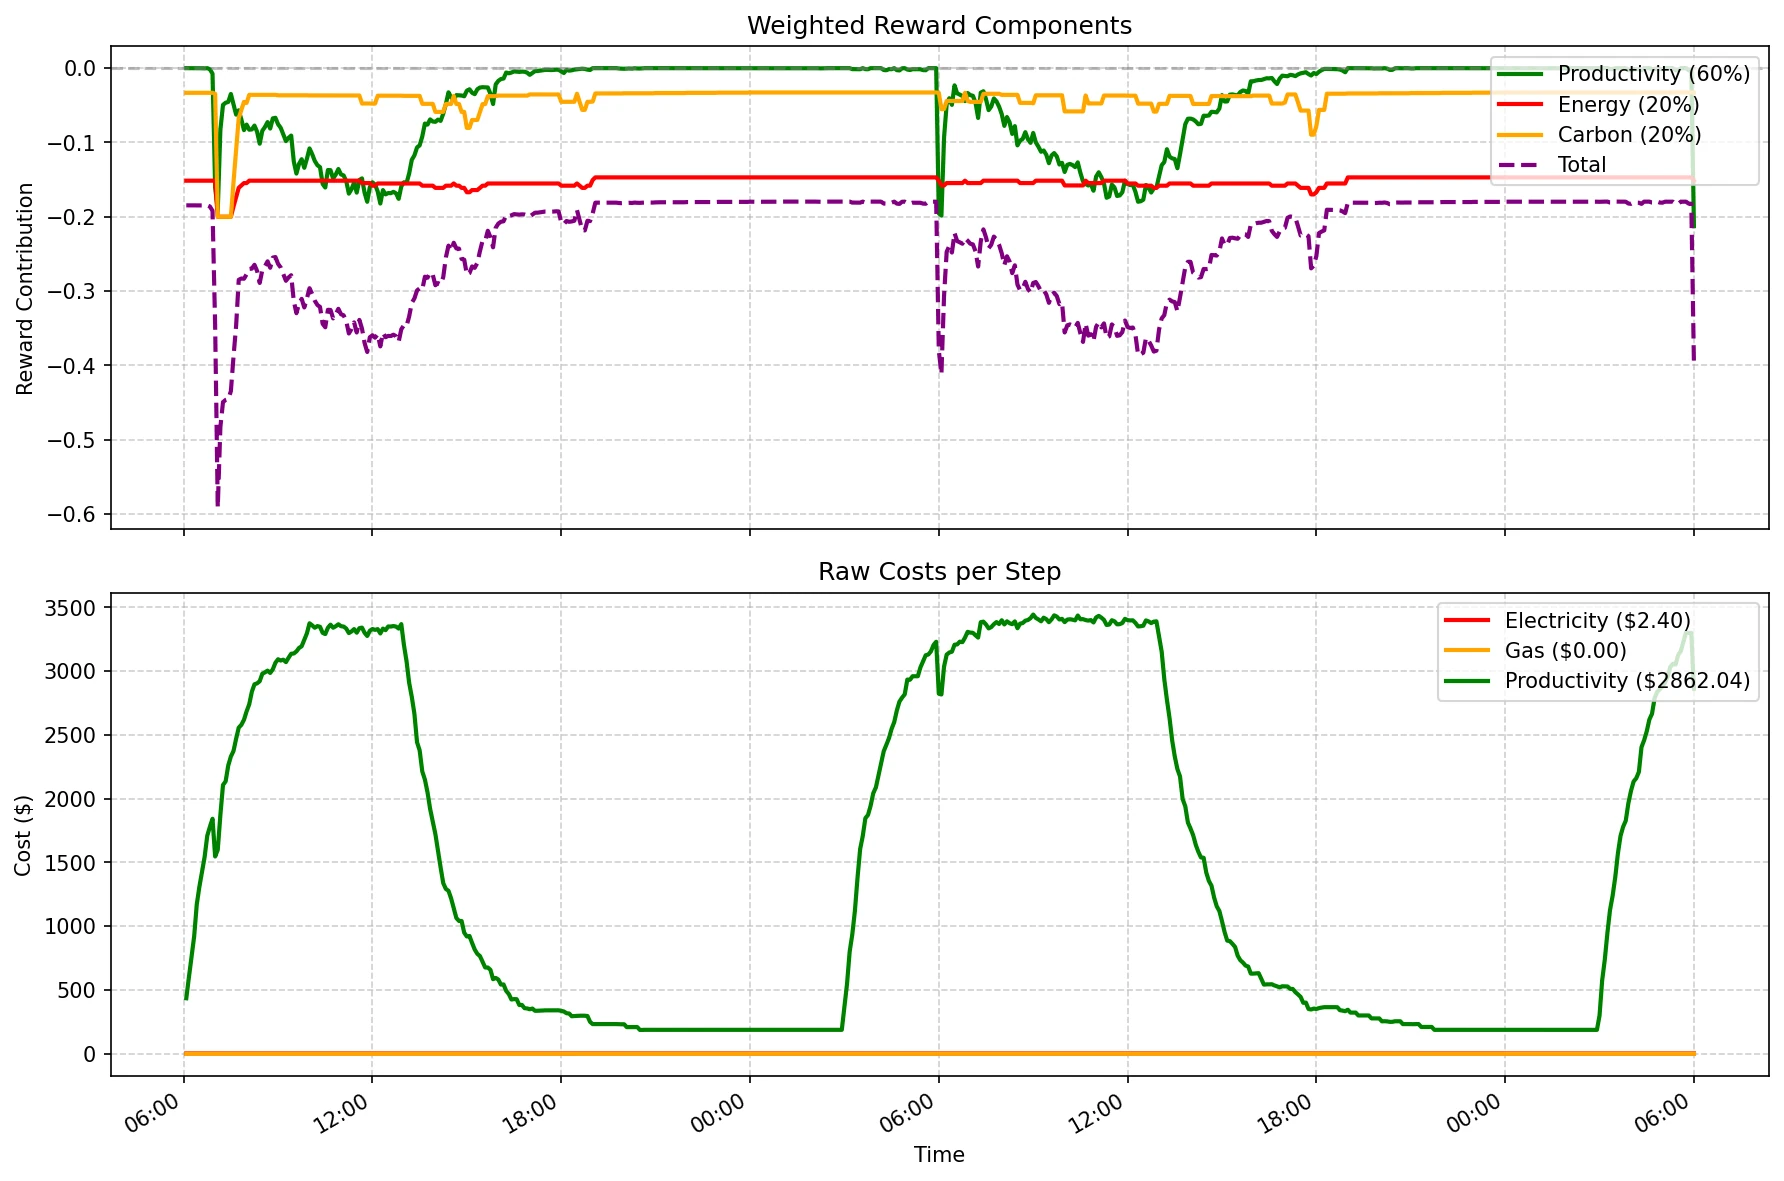 Weighted Reward Components
Reward Contribution
0.0
−0.1
−0.2
−0.3
−0.4
−0.5
−0.6
Productivity (60%)
Energy (20%)
Carbon (20%)
Total
Raw Costs per Step
Cost ($)
3500
3000
2500
2000
1500
1000
500
0
Electricity ($2.40)
Gas ($0.00)
Productivity ($2862.04)
06:00 12:00 18:00 00:00 06:00 12:00 18:00 00:00 06:00
Time